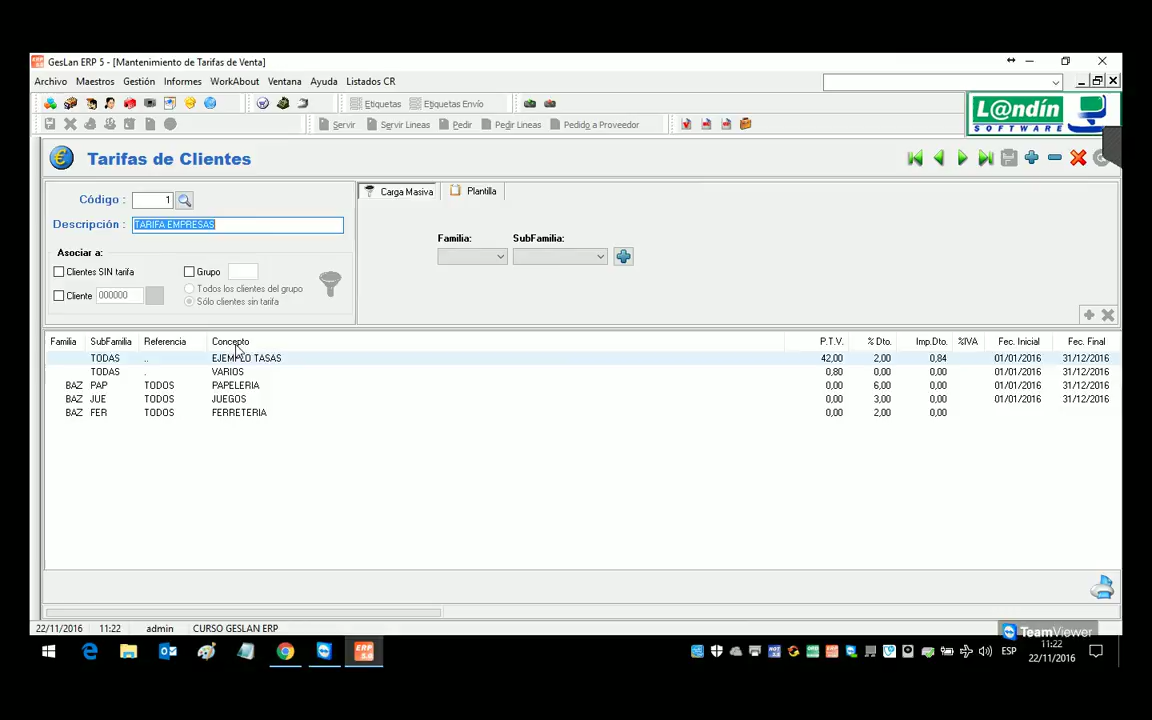 GesLan ERP 5 - [Mantenimiento de Tarifas de Venta]
Archivo Maestros Gestión Informes WorkAbout Ventana Ayuda Listados CR
Etiquetas Etiquetas Envío
Servir Servir Lineas Pedir Pedir Lineas Pedido a Proveedor
L@ndín
SOFTWARE
Tarifas de Clientes
Código : 1
Descripción : TARIFA EMPRESAS
Asociar a:
Clientes SIN tarifa Grupo
Todos los clientes del grupo
Cliente 000000 Sólo clientes sin tarifa
Carga Masiva Plantilla
Familia: SubFamilia:
Familia SubFamilia Referencia Concepto P.T.V. % Dto. Imp.Dto. %IVA Fec. Inicial Fec. Final
TODAS .. EJEMPLO TASAS 42,00 2,00 0,84 01/01/2016 31/12/2016
TODAS . VARIOS 0,80 0,00 0,00 01/01/2016 31/12/2016
BAZ PAP TODOS PAPELERIA 0,00 6,00 0,00 01/01/2016 31/12/2016
BAZ JUE TODOS JUEGOS 0,00 3,00 0,00 01/01/2016 31/12/2016
BAZ FER TODOS FERRETERIA 0,00 2,00 0,00
22/11/2016 11:22 admin CURSO GESLAN ERP
TeamViewer
ERP
5.8
ESP
11:22
22/11/2016